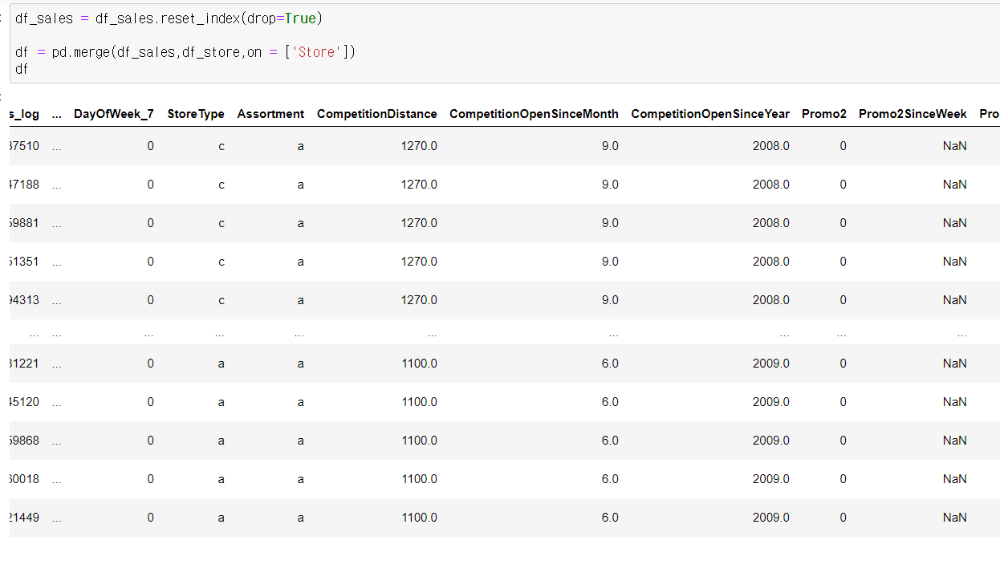 df_sales = df_sales.reset_index(drop=True)
df = pd.merge(df_sales,df_store,on = ['Store'])
df
s_log ... DayOfWeek_7 StoreType Assortment CompetitionDistance CompetitionOpenSinceMonth CompetitionOpenSinceYear Promo2 Promo2SinceWeek Pro
37510 ... 0 c a 1270.0 9.0 2008.0 0 NaN
47188 ... 0 c a 1270.0 9.0 2008.0 0 NaN
59881 ... 0 c a 1270.0 9.0 2008.0 0 NaN
51351 ... 0 c a 1270.0 9.0 2008.0 0 NaN
94313 ... 0 c a 1270.0 9.0 2008.0 0 NaN
... ... ... ... ... ... ... ... ... ...
31221 ... 0 a a 1100.0 6.0 2009.0 0 NaN
45120 ... 0 a a 1100.0 6.0 2009.0 0 NaN
59868 ... 0 a a 1100.0 6.0 2009.0 0 NaN
60018 ... 0 a a 1100.0 6.0 2009.0 0 NaN
21449 ... 0 a a 1100.0 6.0 2009.0 0 NaN